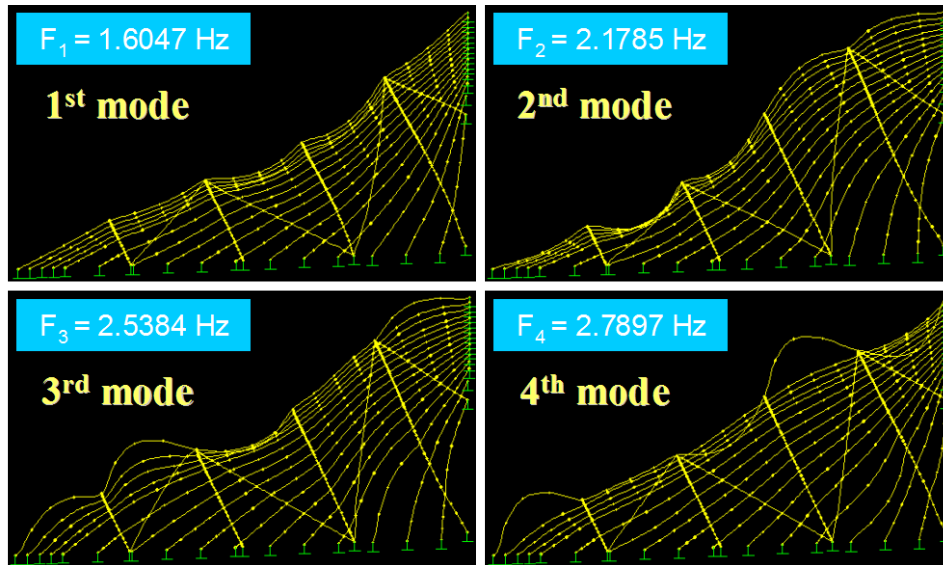 F₁ = 1.6047 Hz
1st mode
F₂ = 2.1785 Hz
2nd mode
F₃ = 2.5384 Hz
3rd mode
F₄ = 2.7897 Hz
4th mode